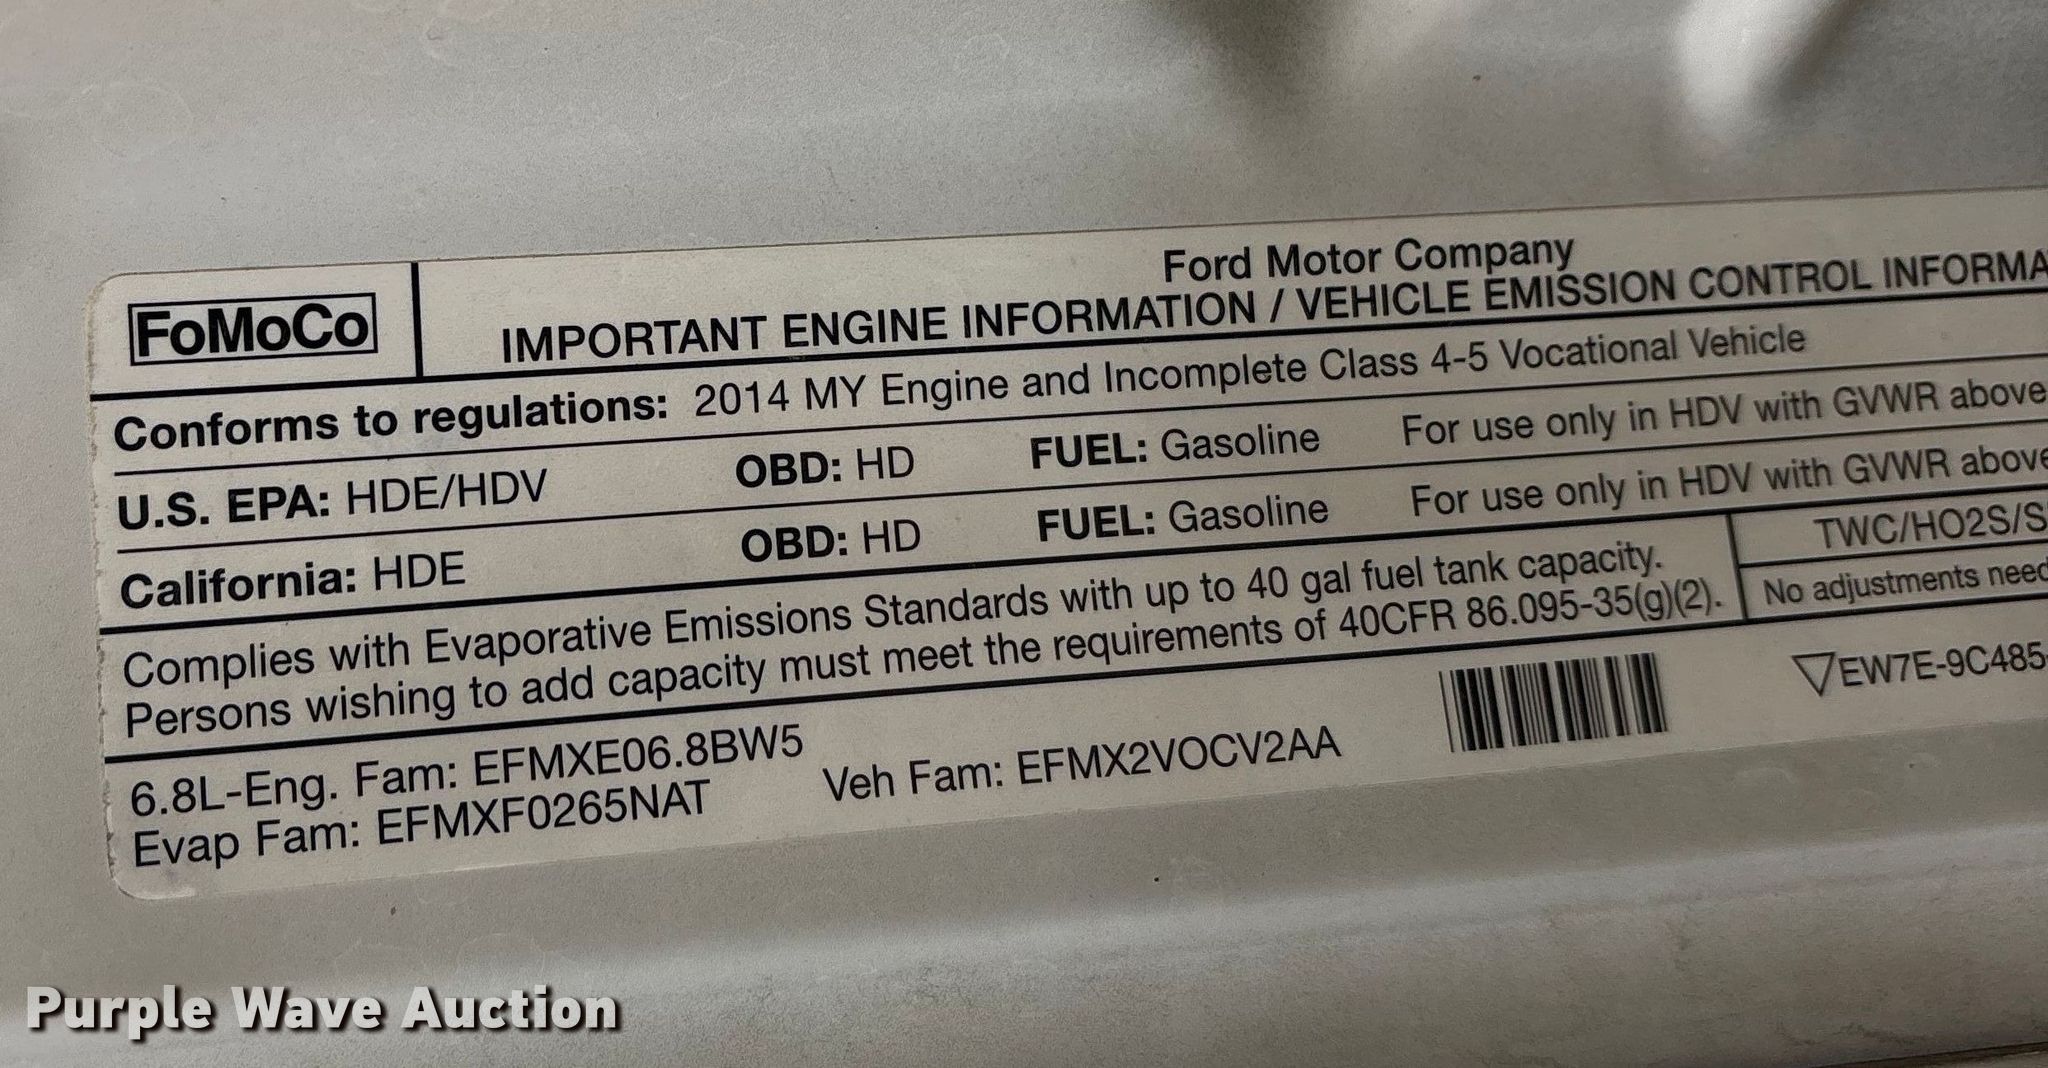 FoMoCo
Ford Motor Company
IMPORTANT ENGINE INFORMATION / VEHICLE EMISSION CONTROL INFORMA
Conforms to regulations: 2014 MY Engine and Incomplete Class 4-5 Vocational Vehicle
U.S. EPA: HDE/HDV OBD: HD FUEL: Gasoline For use only in HDV with GVWR above
California: HDE OBD: HD FUEL: Gasoline For use only in HDV with GVWR above
Complies with Evaporative Emissions Standards with up to 40 gal fuel tank capacity.
Persons wishing to add capacity must meet the requirements of 40CFR 86.095-35(g)(2).
TWC/HO2S/S
No adjustments need
6.8L-Eng. Fam: EFMXE06.8BW5
Evap Fam: EFMXF0265NAT
Veh Fam: EFMX2VOCV2AA
▽EW7E-9C485-
Purple Wave Auction